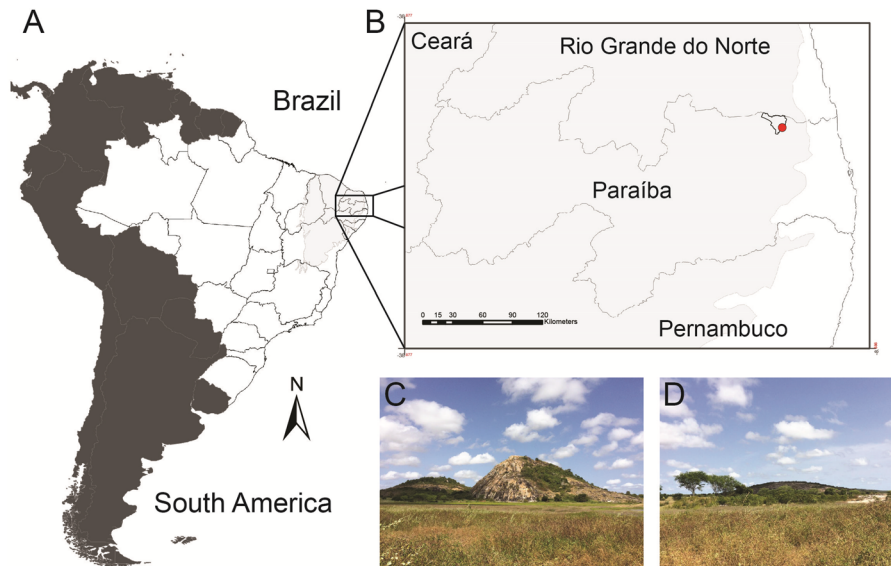 A
B
Ceará
Rio Grande do Norte
Brazil
Paraíba
0 15 30 60 90 120
Kilometers
Pernambuco
N
C
D
South America